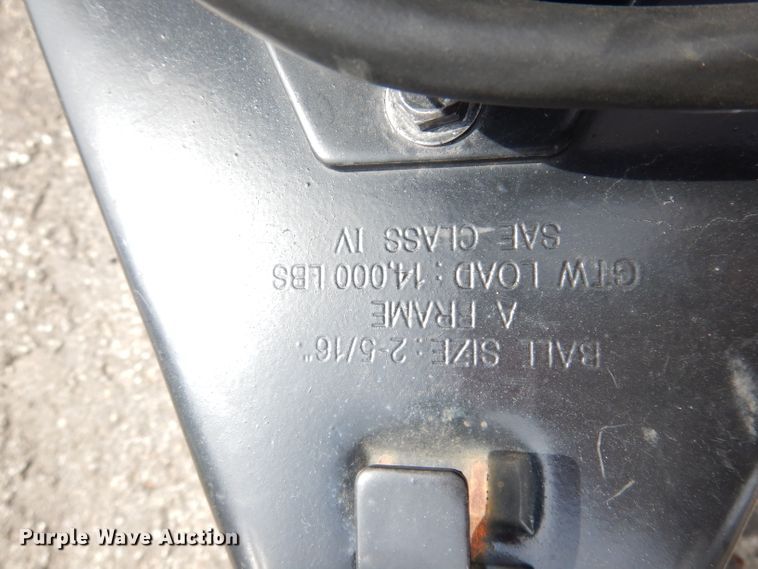 BALL SIZE : 2-5/16".
A FRAME
GTW LOAD : 14,000 LBS
SAE CLASS IV
Purple Wave Auction